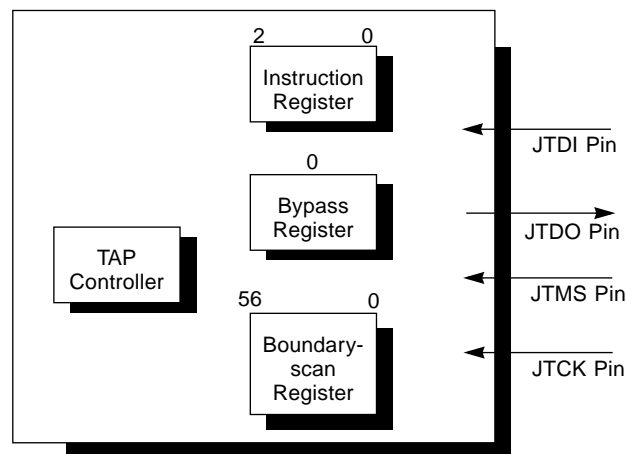 2 0
Instruction
Register
JTDI Pin
0
Bypass
Register
JTDO Pin
TAP
Controller
JTMS Pin
56 0
Boundary-
scan
Register
JTCK Pin